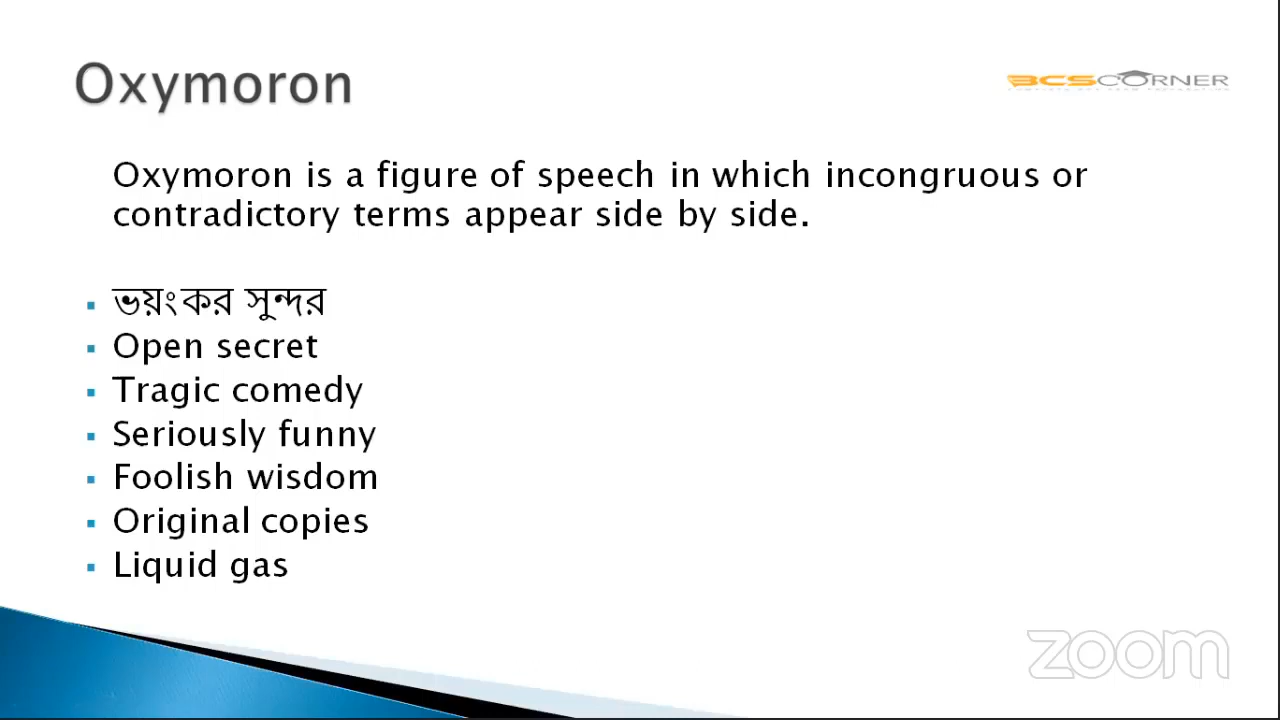 Oxymoron
BCSCORNER
Oxymoron is a figure of speech in which incongruous or
contradictory terms appear side by side.
▪ ভয়ংকর সুন্দর
▪ Open secret
▪ Tragic comedy
▪ Seriously funny
▪ Foolish wisdom
▪ Original copies
▪ Liquid gas
zoom